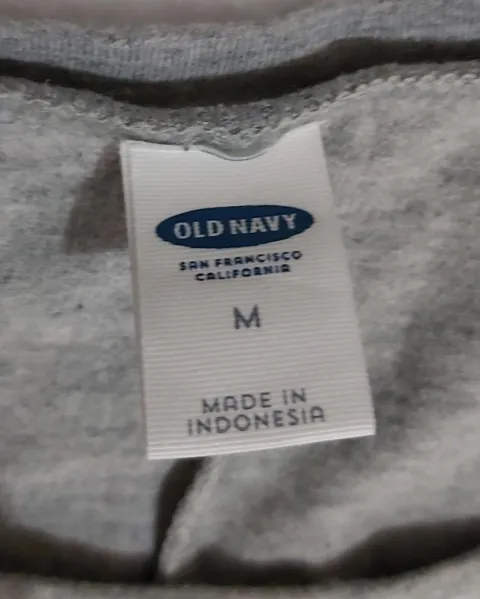 OLD NAVY
SAN FRANCISCO
CALIFORNIA
M
MADE IN
INDONESIA